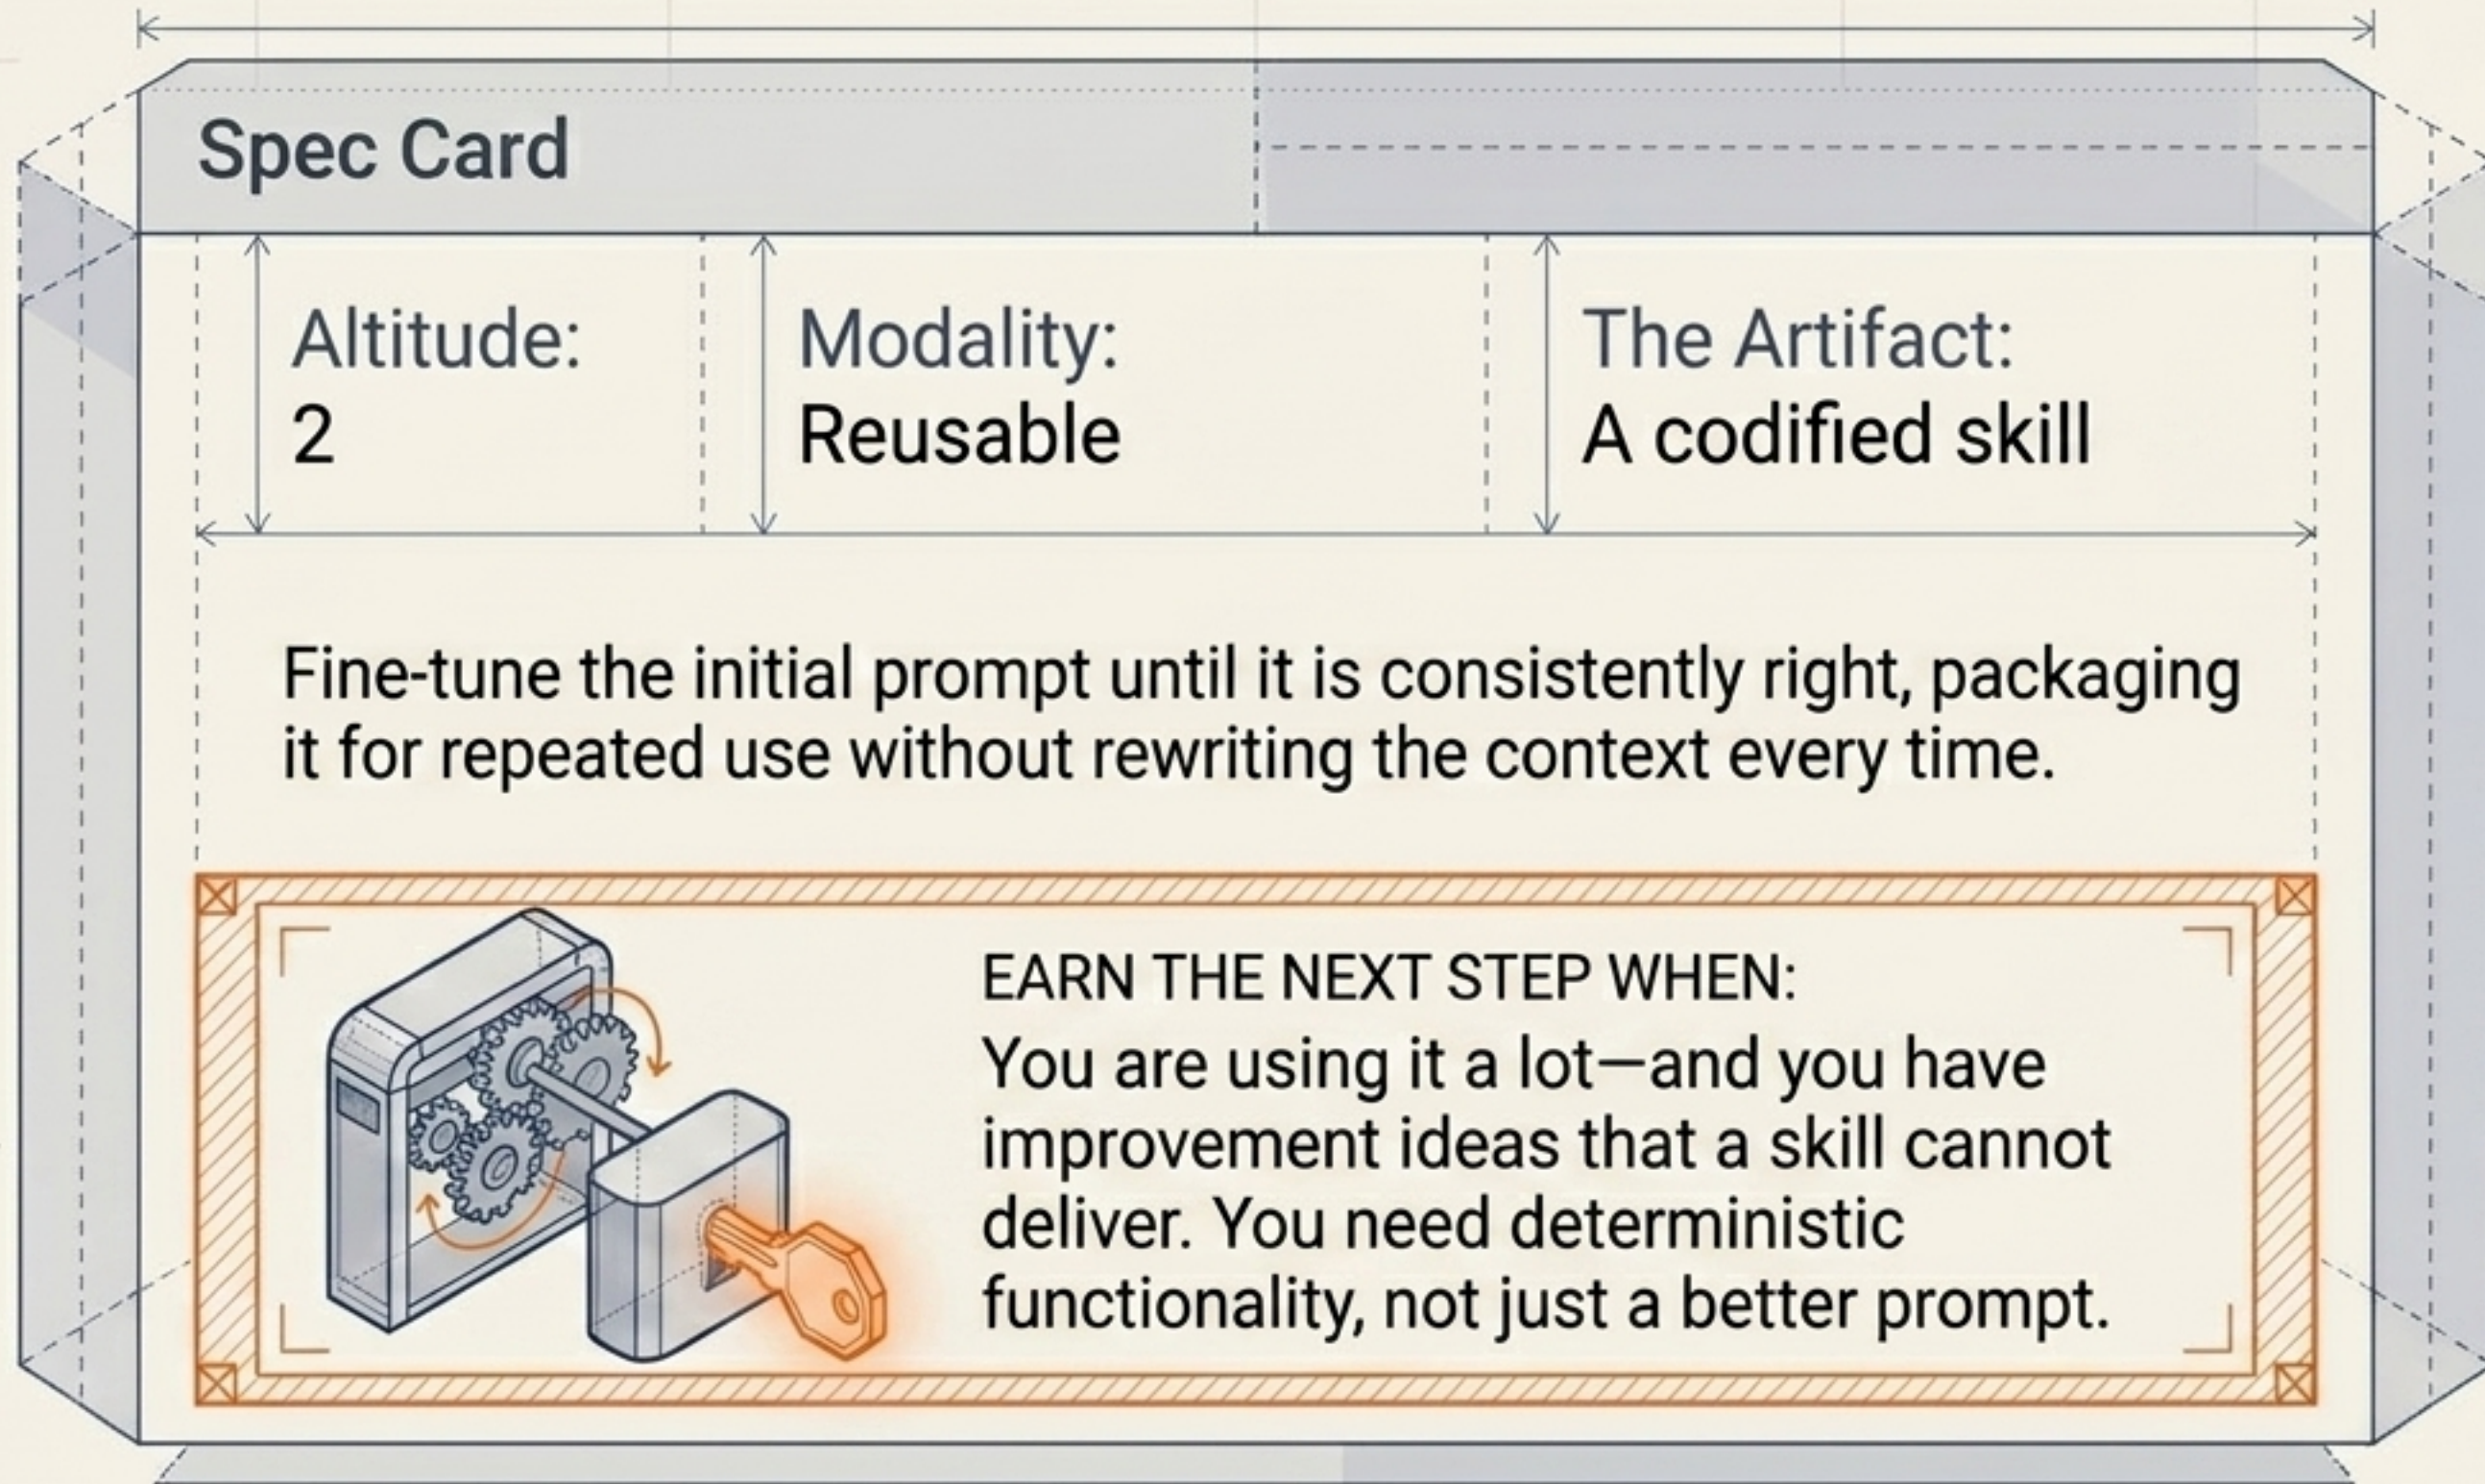 Spec Card
Altitude:
2
Modality:
Reusable
The Artifact:
A codified skill
Fine-tune the initial prompt until it is consistently right, packaging
it for repeated use without rewriting the context every time.
EARN THE NEXT STEP WHEN:
You are using it a lot—and you have
improvement ideas that a skill cannot
deliver. You need deterministic
functionality, not just a better prompt.